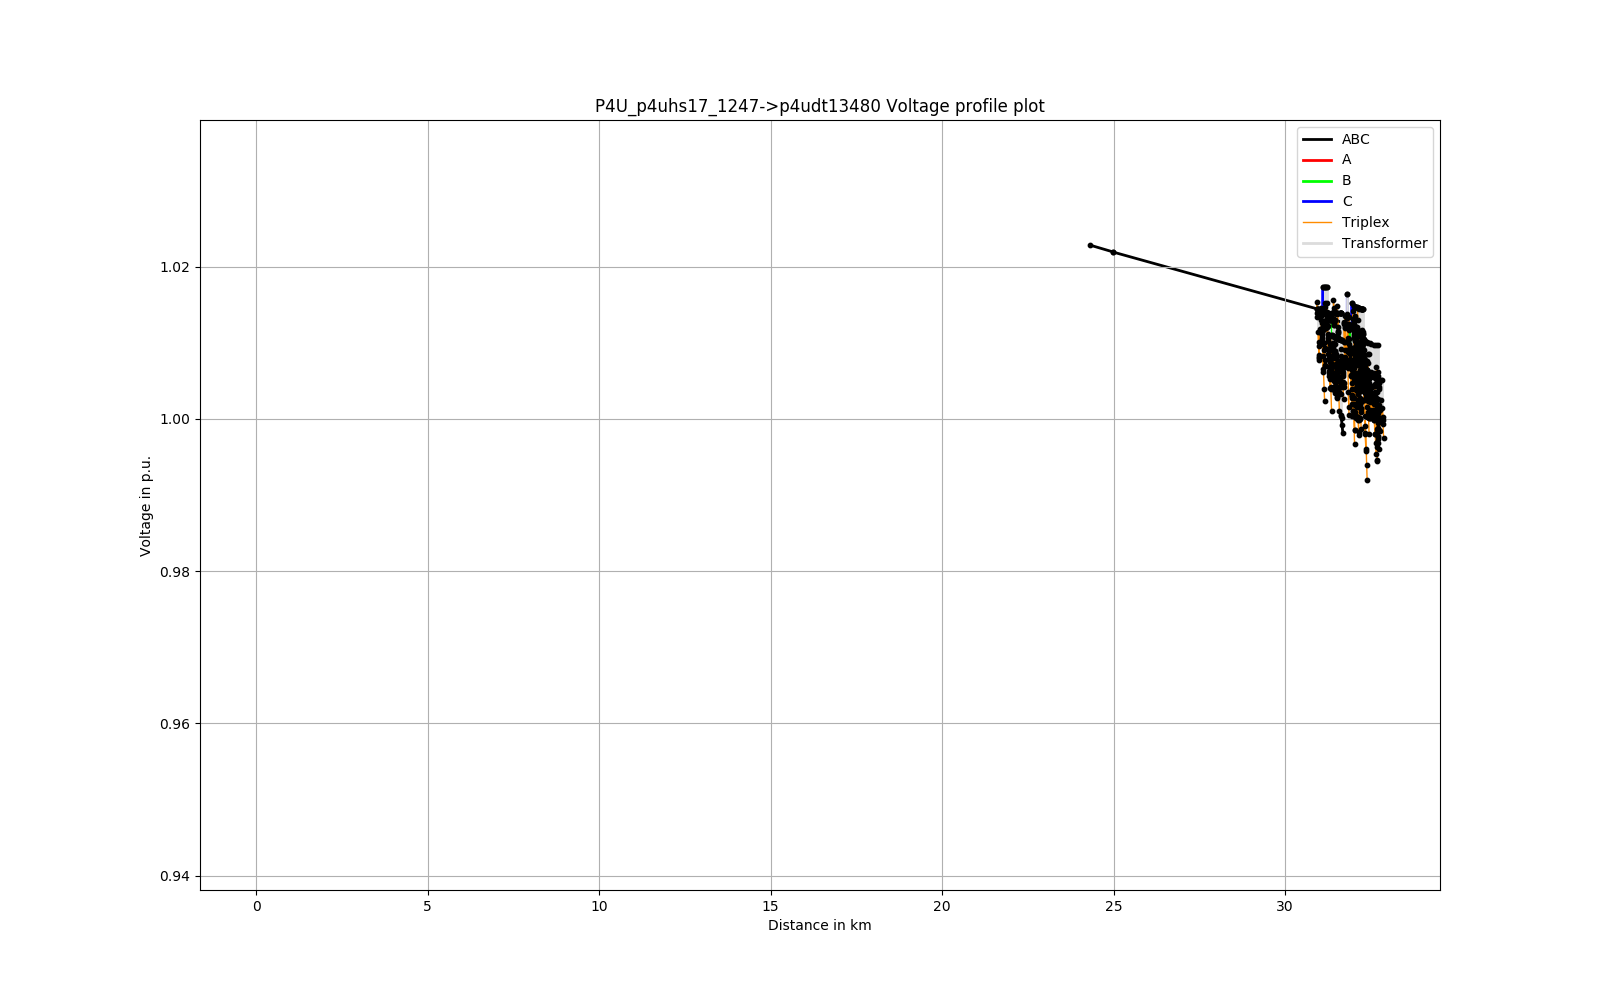 P4U_p4uhs17_1247->p4udt13480 Voltage profile plot
ABC
A
B
C
Triplex
Transformer
1.02
1.00
0.98
0.96
0.94
Voltage in p.u.
0 5 10 15 20 25 30
Distance in km